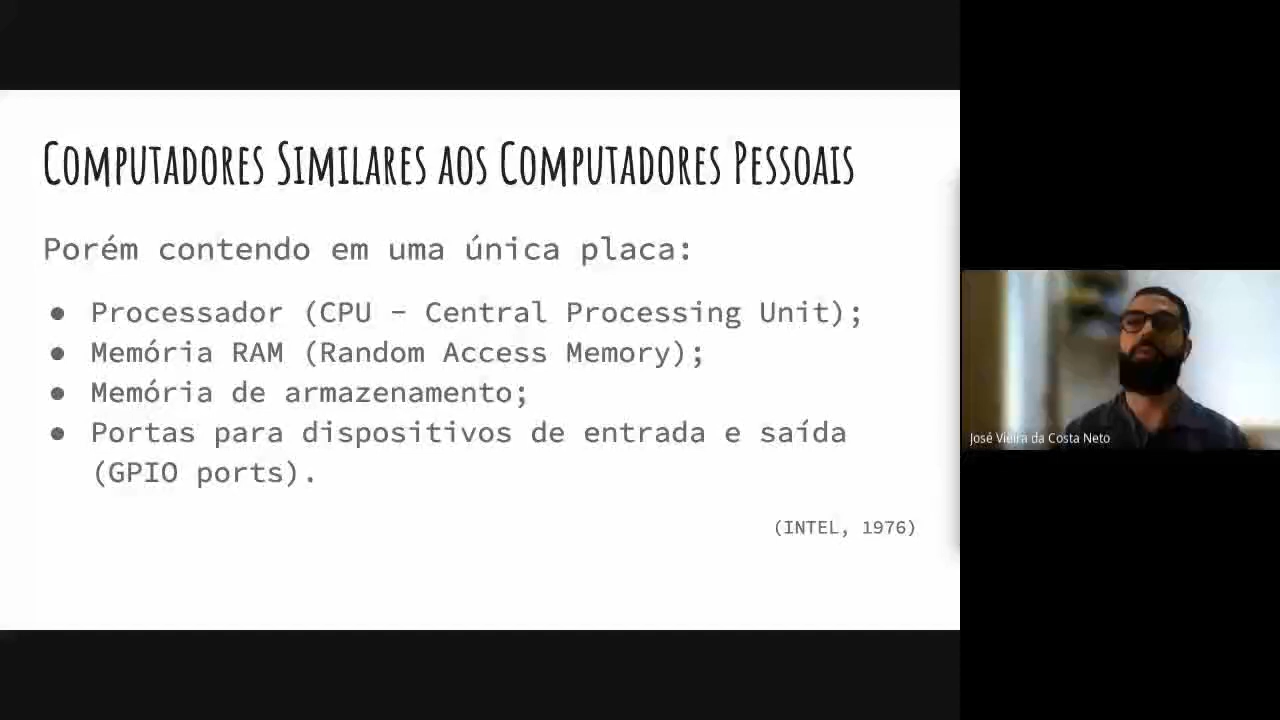 Computadores Similares aos Computadores Pessoais
Porém contendo em uma única placa:
● Processador (CPU – Central Processing Unit);
● Memória RAM (Random Access Memory);
● Memória de armazenamento;
● Portas para dispositivos de entrada e saída
(GPIO ports).
(INTEL, 1976)
José Vieira da Costa Neto